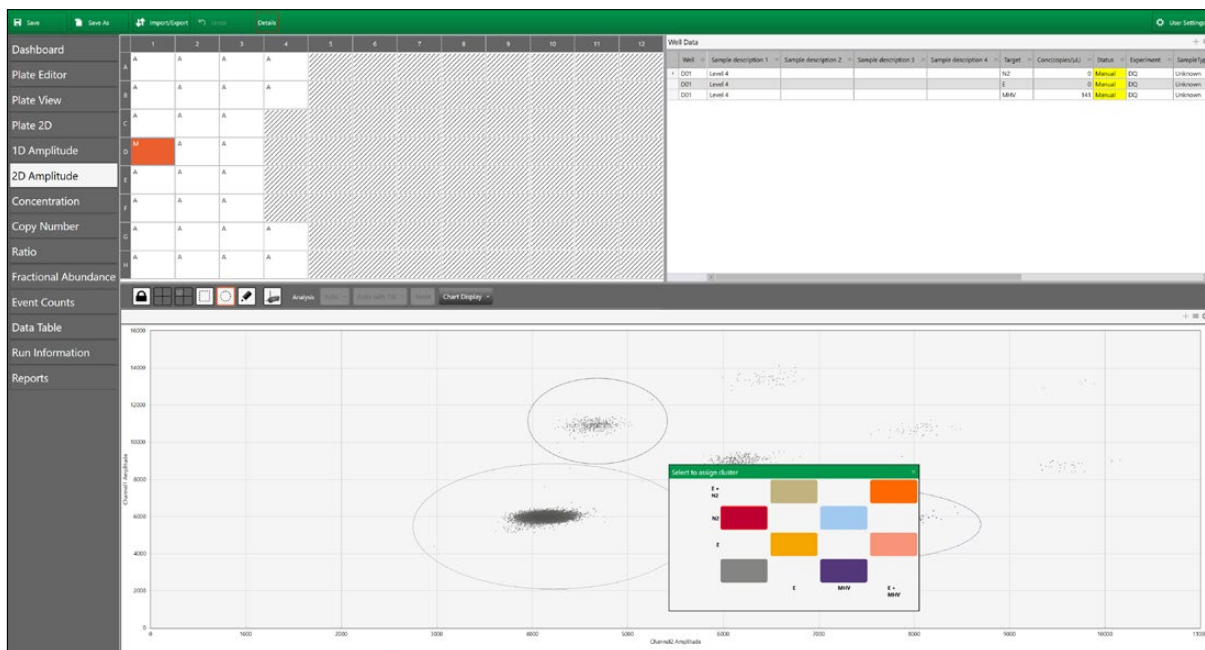 Save Save As Import/Export Undo Details User Settings
Dashboard
Plate Editor
Plate View
Plate 2D
1D Amplitude
2D Amplitude
Concentration
Copy Number
Ratio
Fractional Abundance
Event Counts
Data Table
Run Information
Reports
1 2 3 4 5 6 7 8 9 10 11 12
A A A A A
B A A A A
C A A A
D M A A
E A A A
F A A A
G A A A A
H A A A A
Well Data
Well Sample description 1 Sample description 2 Sample description 3 Sample description 4 Target Conc(copies/µL) Status Experiment SampleTyp
D01 Level 4 N2 0 Manual DQ Unknown
D01 Level 4 E 0 Manual DQ Unknown
D01 Level 4 MHV 141 Manual DQ Unknown
Analysis Chart Display
16000
14000
12000
10000
8000
6000
4000
2000
0
Channel1 Amplitude
0 1000 2000 3000 4000 5000 6000 7000 8000 9000 10000 11000
Channel2 Amplitude
Select to assign cluster
E +
N2
N2
E
E MHV E +
MHV